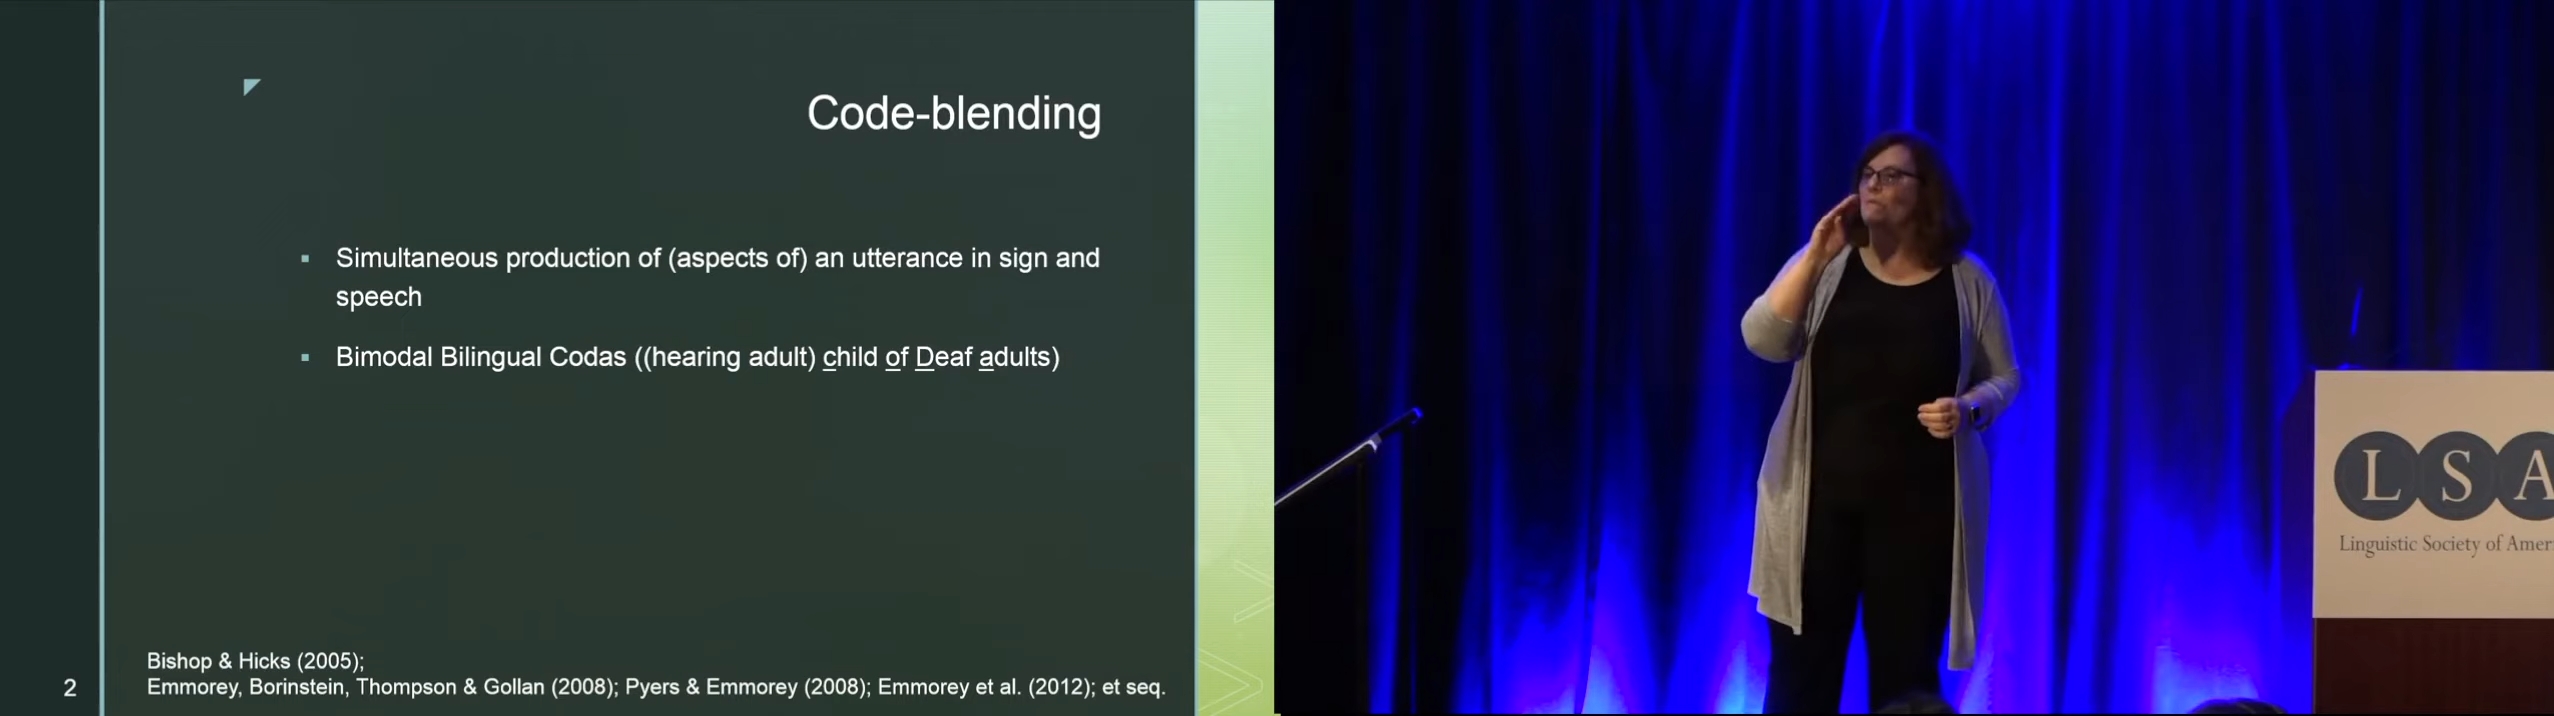 Code-blending
Simultaneous production of (aspects of) an utterance in sign and
speech
Bimodal Bilingual Codas ((hearing adult) child of Deaf adults)
Bishop & Hicks (2005);
Emmorey, Borinstein, Thompson & Gollan (2008); Pyers & Emmorey (2008); Emmorey et al. (2012); et seq.
2
LSA
Linguistic Society of Amer